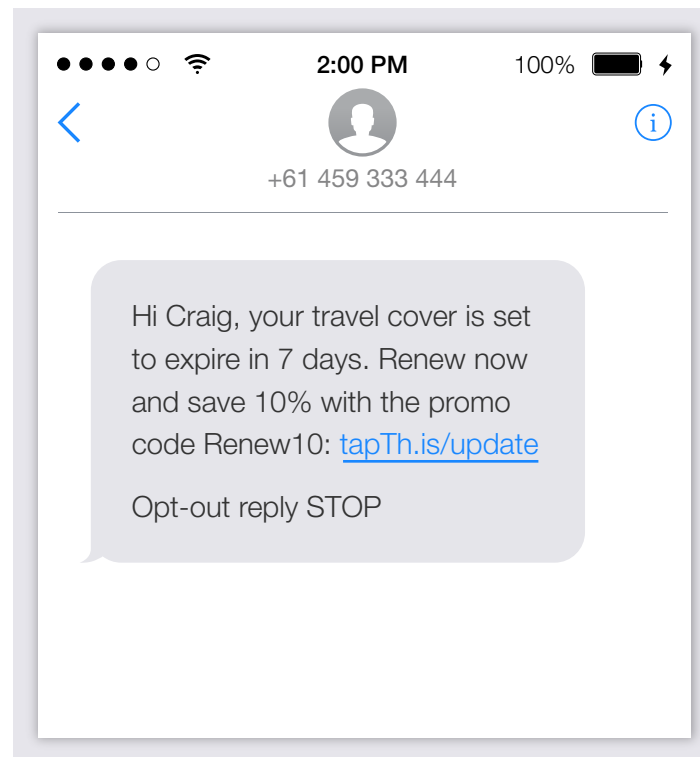 2:00 PM 100%
i
+61 459 333 444
Hi Craig, your travel cover is set
to expire in 7 days. Renew now
and save 10% with the promo
code Renew10: tapTh.is/update
Opt-out reply STOP